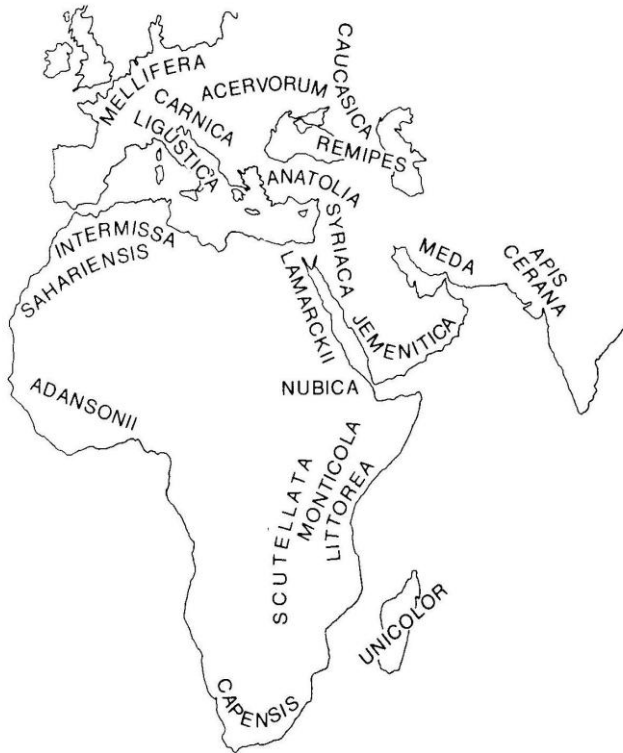 MELLIFERA
ACERVORUM
CAUCASICA
CARNICA
LIGUSTICA
REMIPES
ANATOLIA
INTERMISSA
SAHARIENSIS
LAMARCKII
SYRIACA
MEDA
APIS
CERANA
JEMENITICA
ADANSONII
NUBICA
SCUTELLATA
MONTICOLA
LITTOREA
UNICOLOR
CAPENSIS